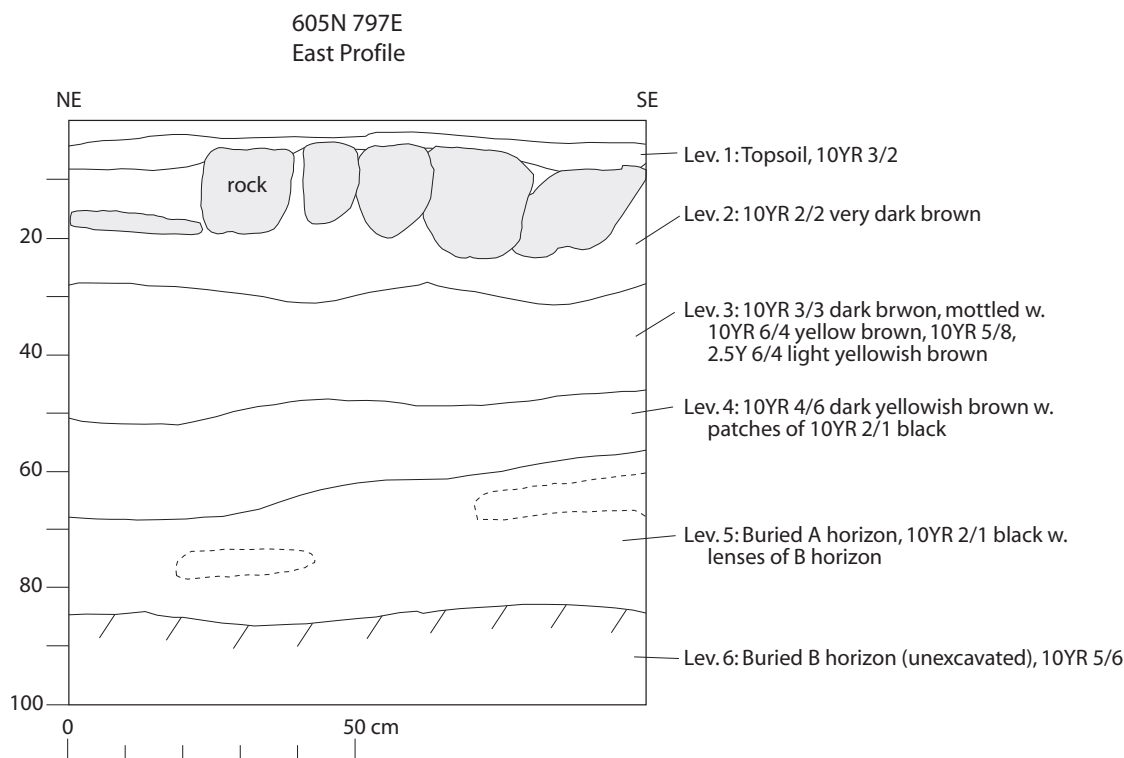 605N 797E
East Profile
NE
SE
Lev. 1: Topsoil, 10YR 3/2
rock
Lev. 2: 10YR 2/2 very dark brown
20
Lev. 3: 10YR 3/3 dark brwon, mottled w.
10YR 6/4 yellow brown, 10YR 5/8,
2.5Y 6/4 light yellowish brown
40
Lev. 4: 10YR 4/6 dark yellowish brown w.
patches of 10YR 2/1 black
60
Lev. 5: Buried A horizon, 10YR 2/1 black w.
lenses of B horizon
80
Lev. 6: Buried B horizon (unexcavated), 10YR 5/6
100
0
50 cm